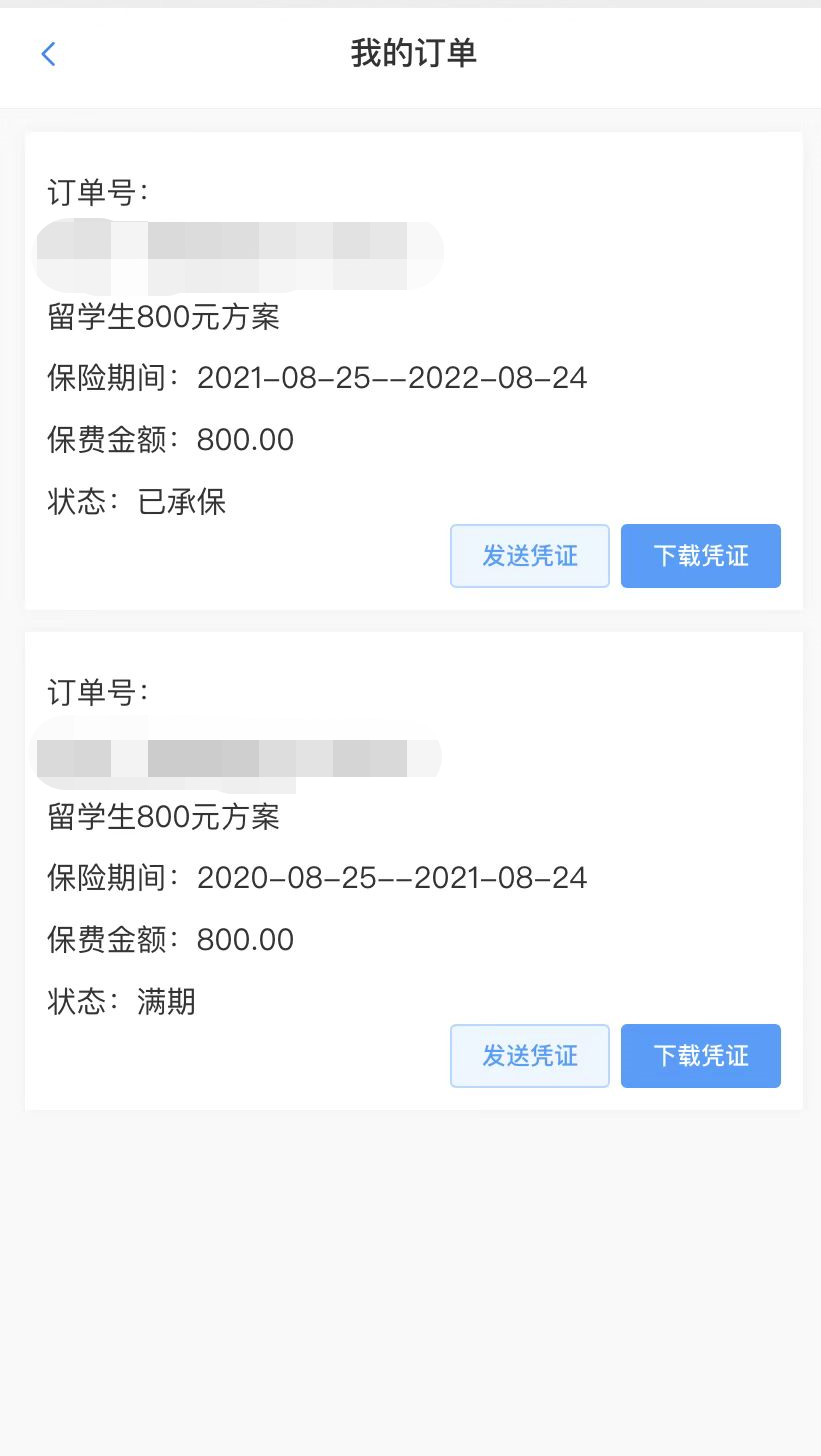 我的订单
订单号：
留学生800元方案
保险期间：2021-08-25--2022-08-24
保费金额：800.00
状态：已承保
发送凭证 下载凭证
订单号：
留学生800元方案
保险期间：2020-08-25--2021-08-24
保费金额：800.00
状态：满期
发送凭证 下载凭证